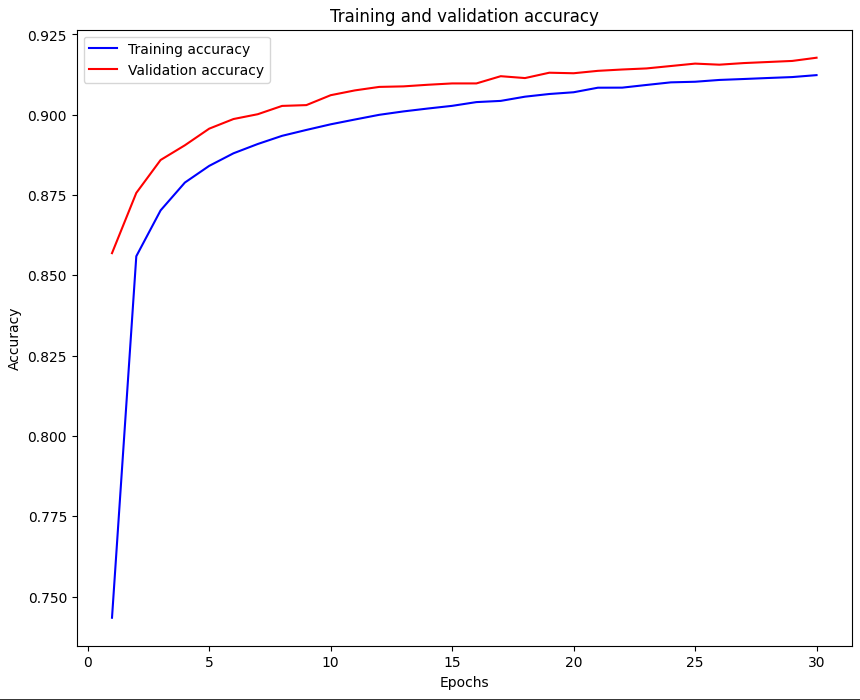 Training and validation accuracy
0.925
Training accuracy
Validation accuracy
0.900
0.875
0.850
0.825
Accuracy
0.800
0.775
0.750
0 5 10 15 20 25 30
Epochs